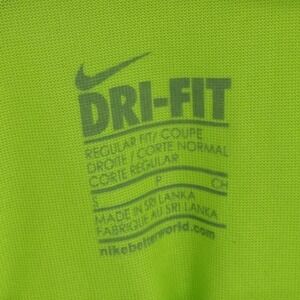 DRI-FIT
REGULAR FIT/ COUPE
DROITE / CORTE NORMAL
CORTE REGULAR
S P CH
MADE IN SRI LANKA
FABRIQUÉ AU SRI LANKA
nikebetterworld.com